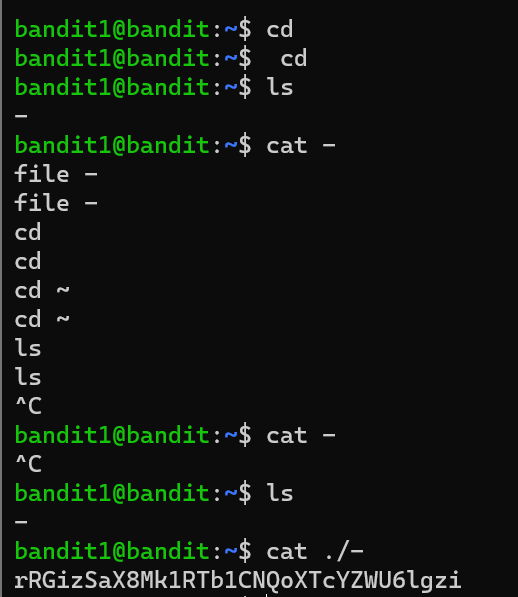 bandit1@bandit:~$ cd
bandit1@bandit:~$  cd
bandit1@bandit:~$ ls
-
bandit1@bandit:~$ cat -
file -
file -
cd
cd
cd ~
cd ~
ls
ls
^C
bandit1@bandit:~$ cat -
^C
bandit1@bandit:~$ ls
-
bandit1@bandit:~$ cat ./-
rRGizSaX8Mk1RTb1CNQoXTcYZWU6lgzi